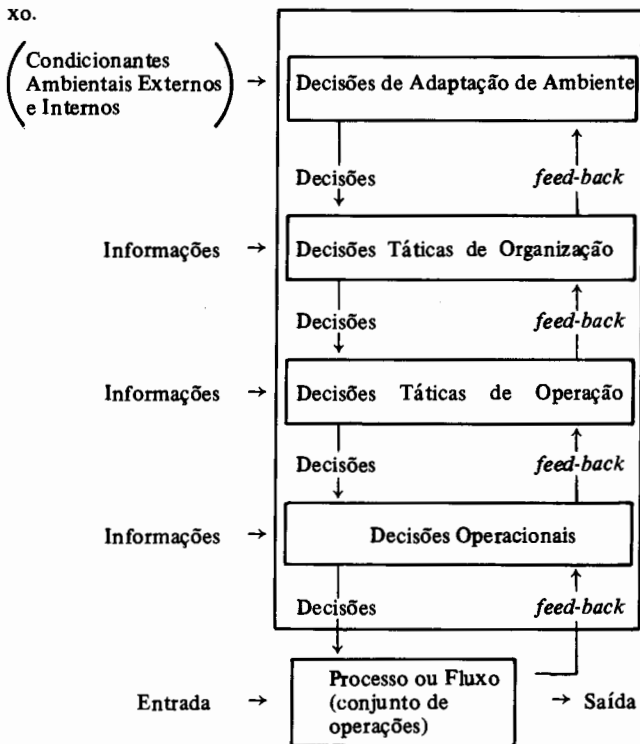 xo.
Condicionantes
Ambientais Externos
e Internos
Decisões de Adaptação de Ambiente
Decisões feed-back
Informações Decisões Táticas de Organização
Decisões feed-back
Informações Decisões Táticas de Operação
Decisões feed-back
Informações Decisões Operacionais
Decisões feed-back
Entrada
Processo ou Fluxo
(conjunto de
operações)
Saída